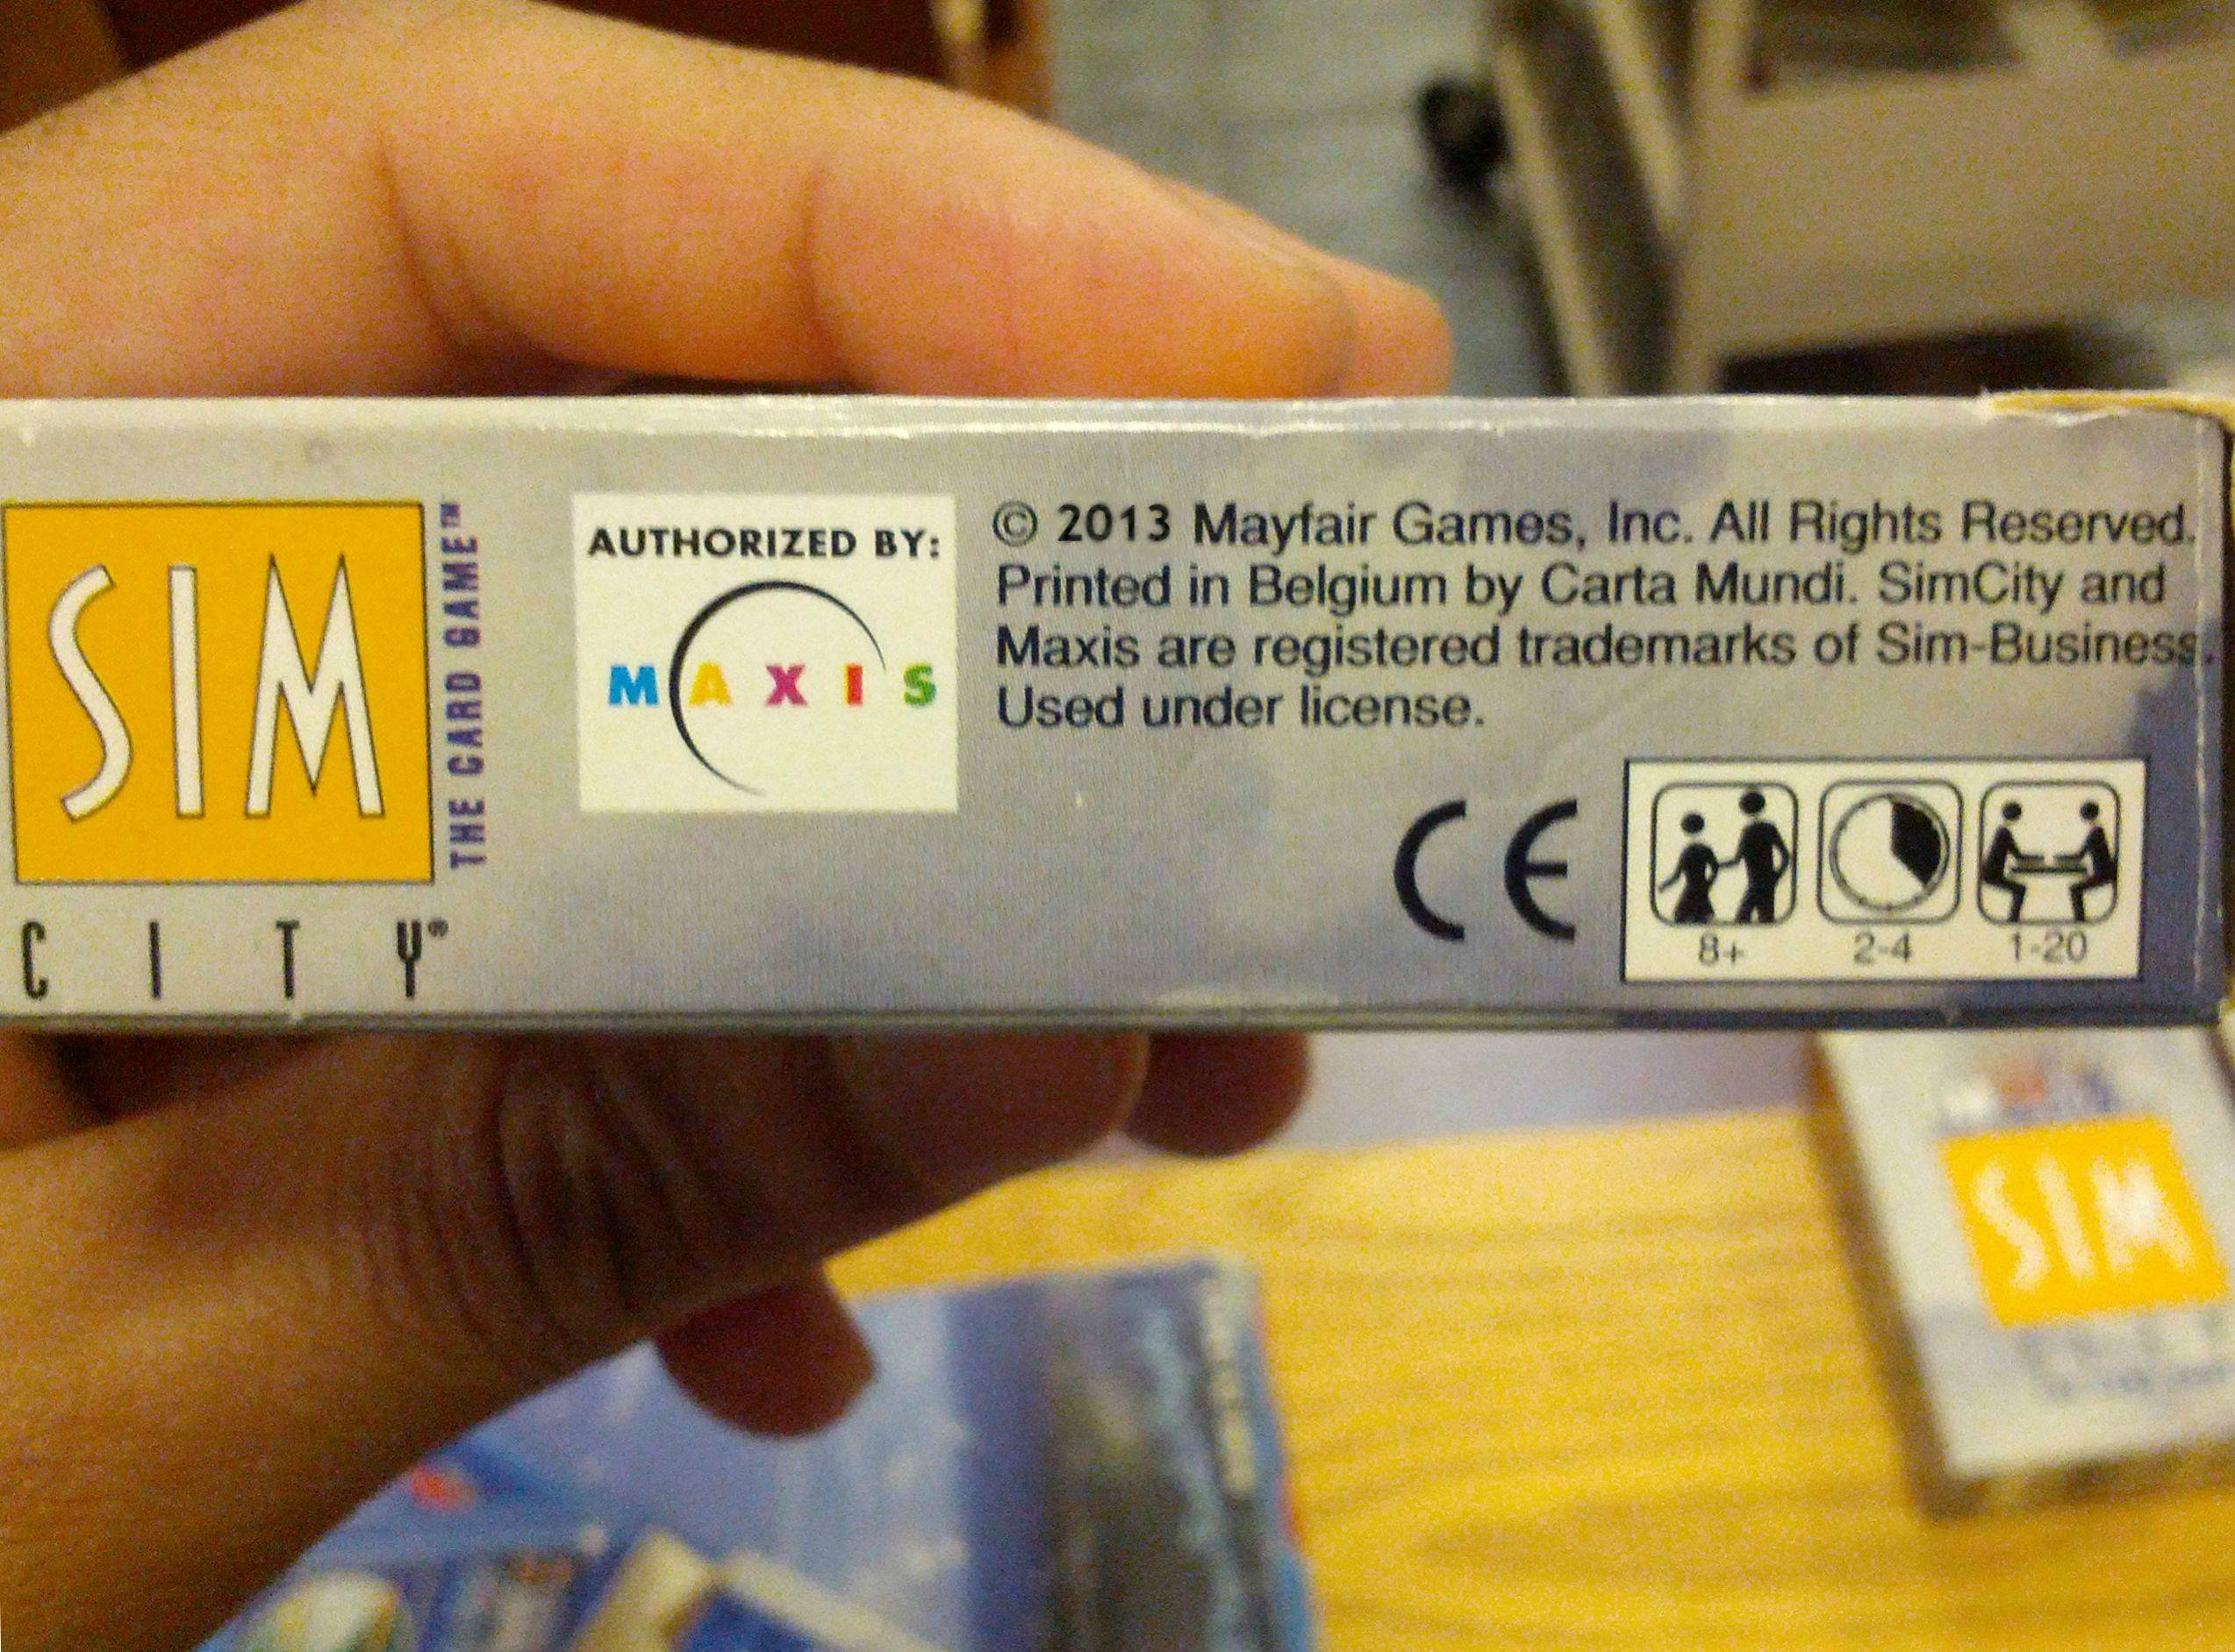 SIM
CITY®
THE CARD GAME™
AUTHORIZED BY:
MAXIS
© 2013 Mayfair Games, Inc. All Rights Reserved.
Printed in Belgium by Carta Mundi. SimCity and
Maxis are registered trademarks of Sim-Business.
Used under license.
CE
8+
2-4
1-20
SIM